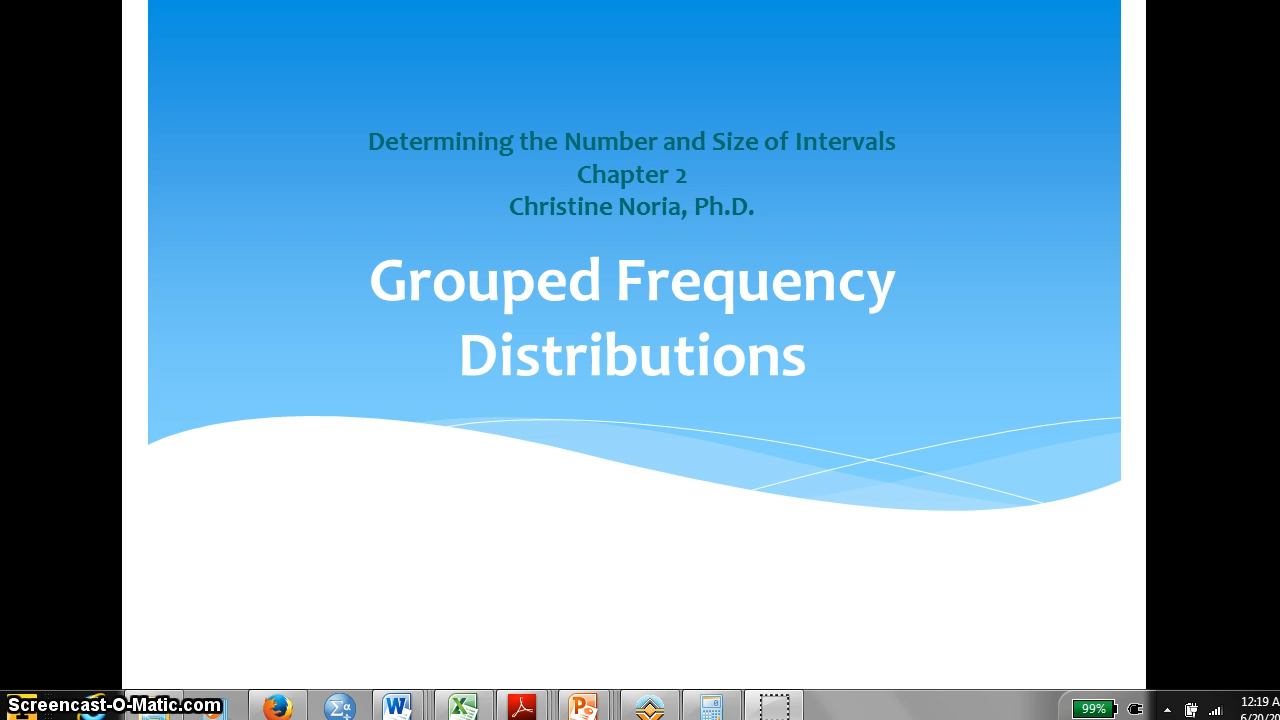 Determining the Number and Size of Intervals
Chapter 2
Christine Noria, Ph.D.
Grouped Frequency
Distributions
Screencast-O-Matic.com
99%
12:19 A